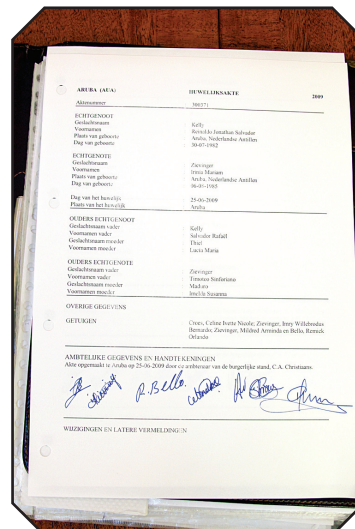 ARUBA (AUA) HUWELIJKSAKTE 2009
Aktenummer 300371
ECHTGENOOT
Geslachtsnaam Kelly
Voornamen Reinaldo Jonathan Salvador
Plaats van geboorte Aruba, Nederlandse Antillen
Dag van geboorte 30-07-1982
ECHTGENOTE
Geslachtsnaam Zievinger
Voornamen Irma Mariam
Plaats van geboorte Aruba, Nederlandse Antillen
Dag van geboorte 06-01-1985
Dag van het huwelijk 25-06-2009
Plaats van het huwelijk Aruba
OUDERS ECHTGENOOT
Geslachtsnaam vader Kelly
Voornamen vader Salvador Rafaël
Geslachtsnaam moeder Thiel
Voornamen moeder Lucia Maria
OUDERS ECHTGENOTE
Geslachtsnaam vader Zievinger
Voornamen vader Timoteo Sinforiano
Geslachtsnaam moeder Maduro
Voornamen moeder Imelda Susanna
OVERIGE GEGEVENS
GETUIGEN Croes, Celine Ivette Nicole, Zievinger, Imry Willebrodus
Bernardo, Zievinger, Mildred Arminda en Bello, Remick
Orlando
AMBTELIJKE GEGEVENS EN HANDTEKENINGEN
Akte opgemaakt te Aruba op 25-06-2009 door de ambtenaar van de burgerlijke stand, C.A. Christiaans.
R. Bello
WIJZIGINGEN EN LATERE VERMELDINGEN